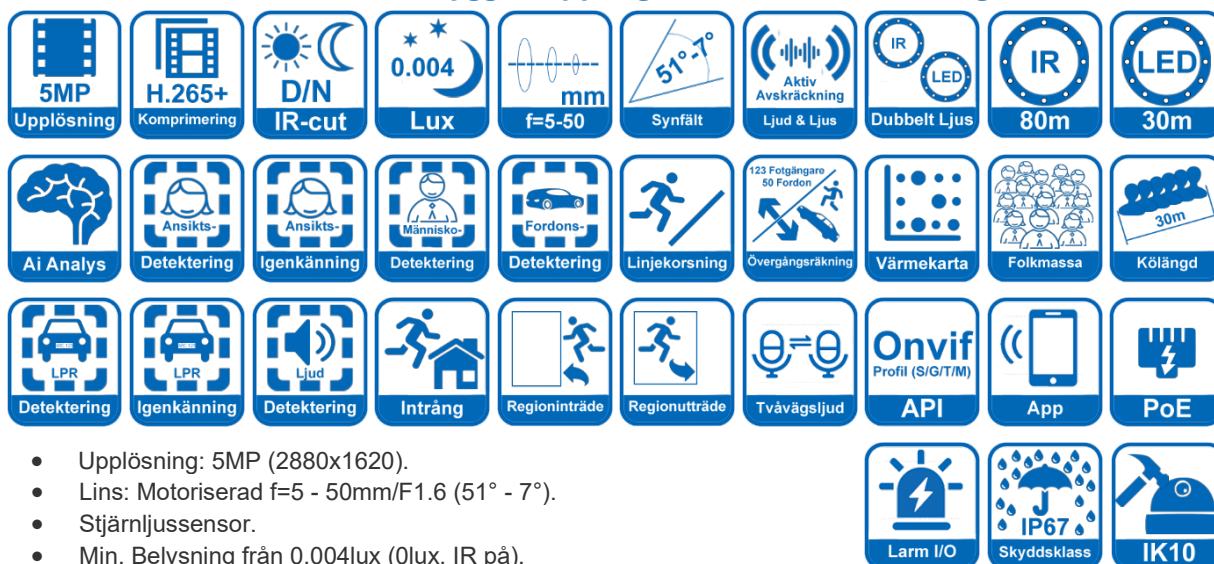 5MP
Upplösning
H.265+
Komprimering
D/N
IR-cut
0.004
Lux
mm
f=5-50
51°-7°
Synfält
Aktiv
Avskräckning
Ljud & Ljus
IR
LED
Dubbelt Ljus
IR
80m
LED
30m
Ai Analys
Ansikts-
Detektering
Ansikts-
Igenkänning
Människo-
Detektering
Fordons-
Detektering
Linjekorsning
123 Fotgängare
50 Fordon
Övergångsräkning
Värmekarta
Folkmassa
30m
Kölängd
LPR
Detektering
LPR
Igenkänning
Ljud
Detektering
Intrång
Regioninträde
Regionutträde
Tvåvägsljud
Onvif
Profil (S/G/T/M)
API
App
PoE
• Upplösning: 5MP (2880x1620).
• Lins: Motoriserad f=5 - 50mm/F1.6 (51° - 7°).
• Stjärnljussensor.
• Min. Belysning från 0.004lux (0lux, IR på).
Larm I/O
IP67
Skyddsklass
IK10